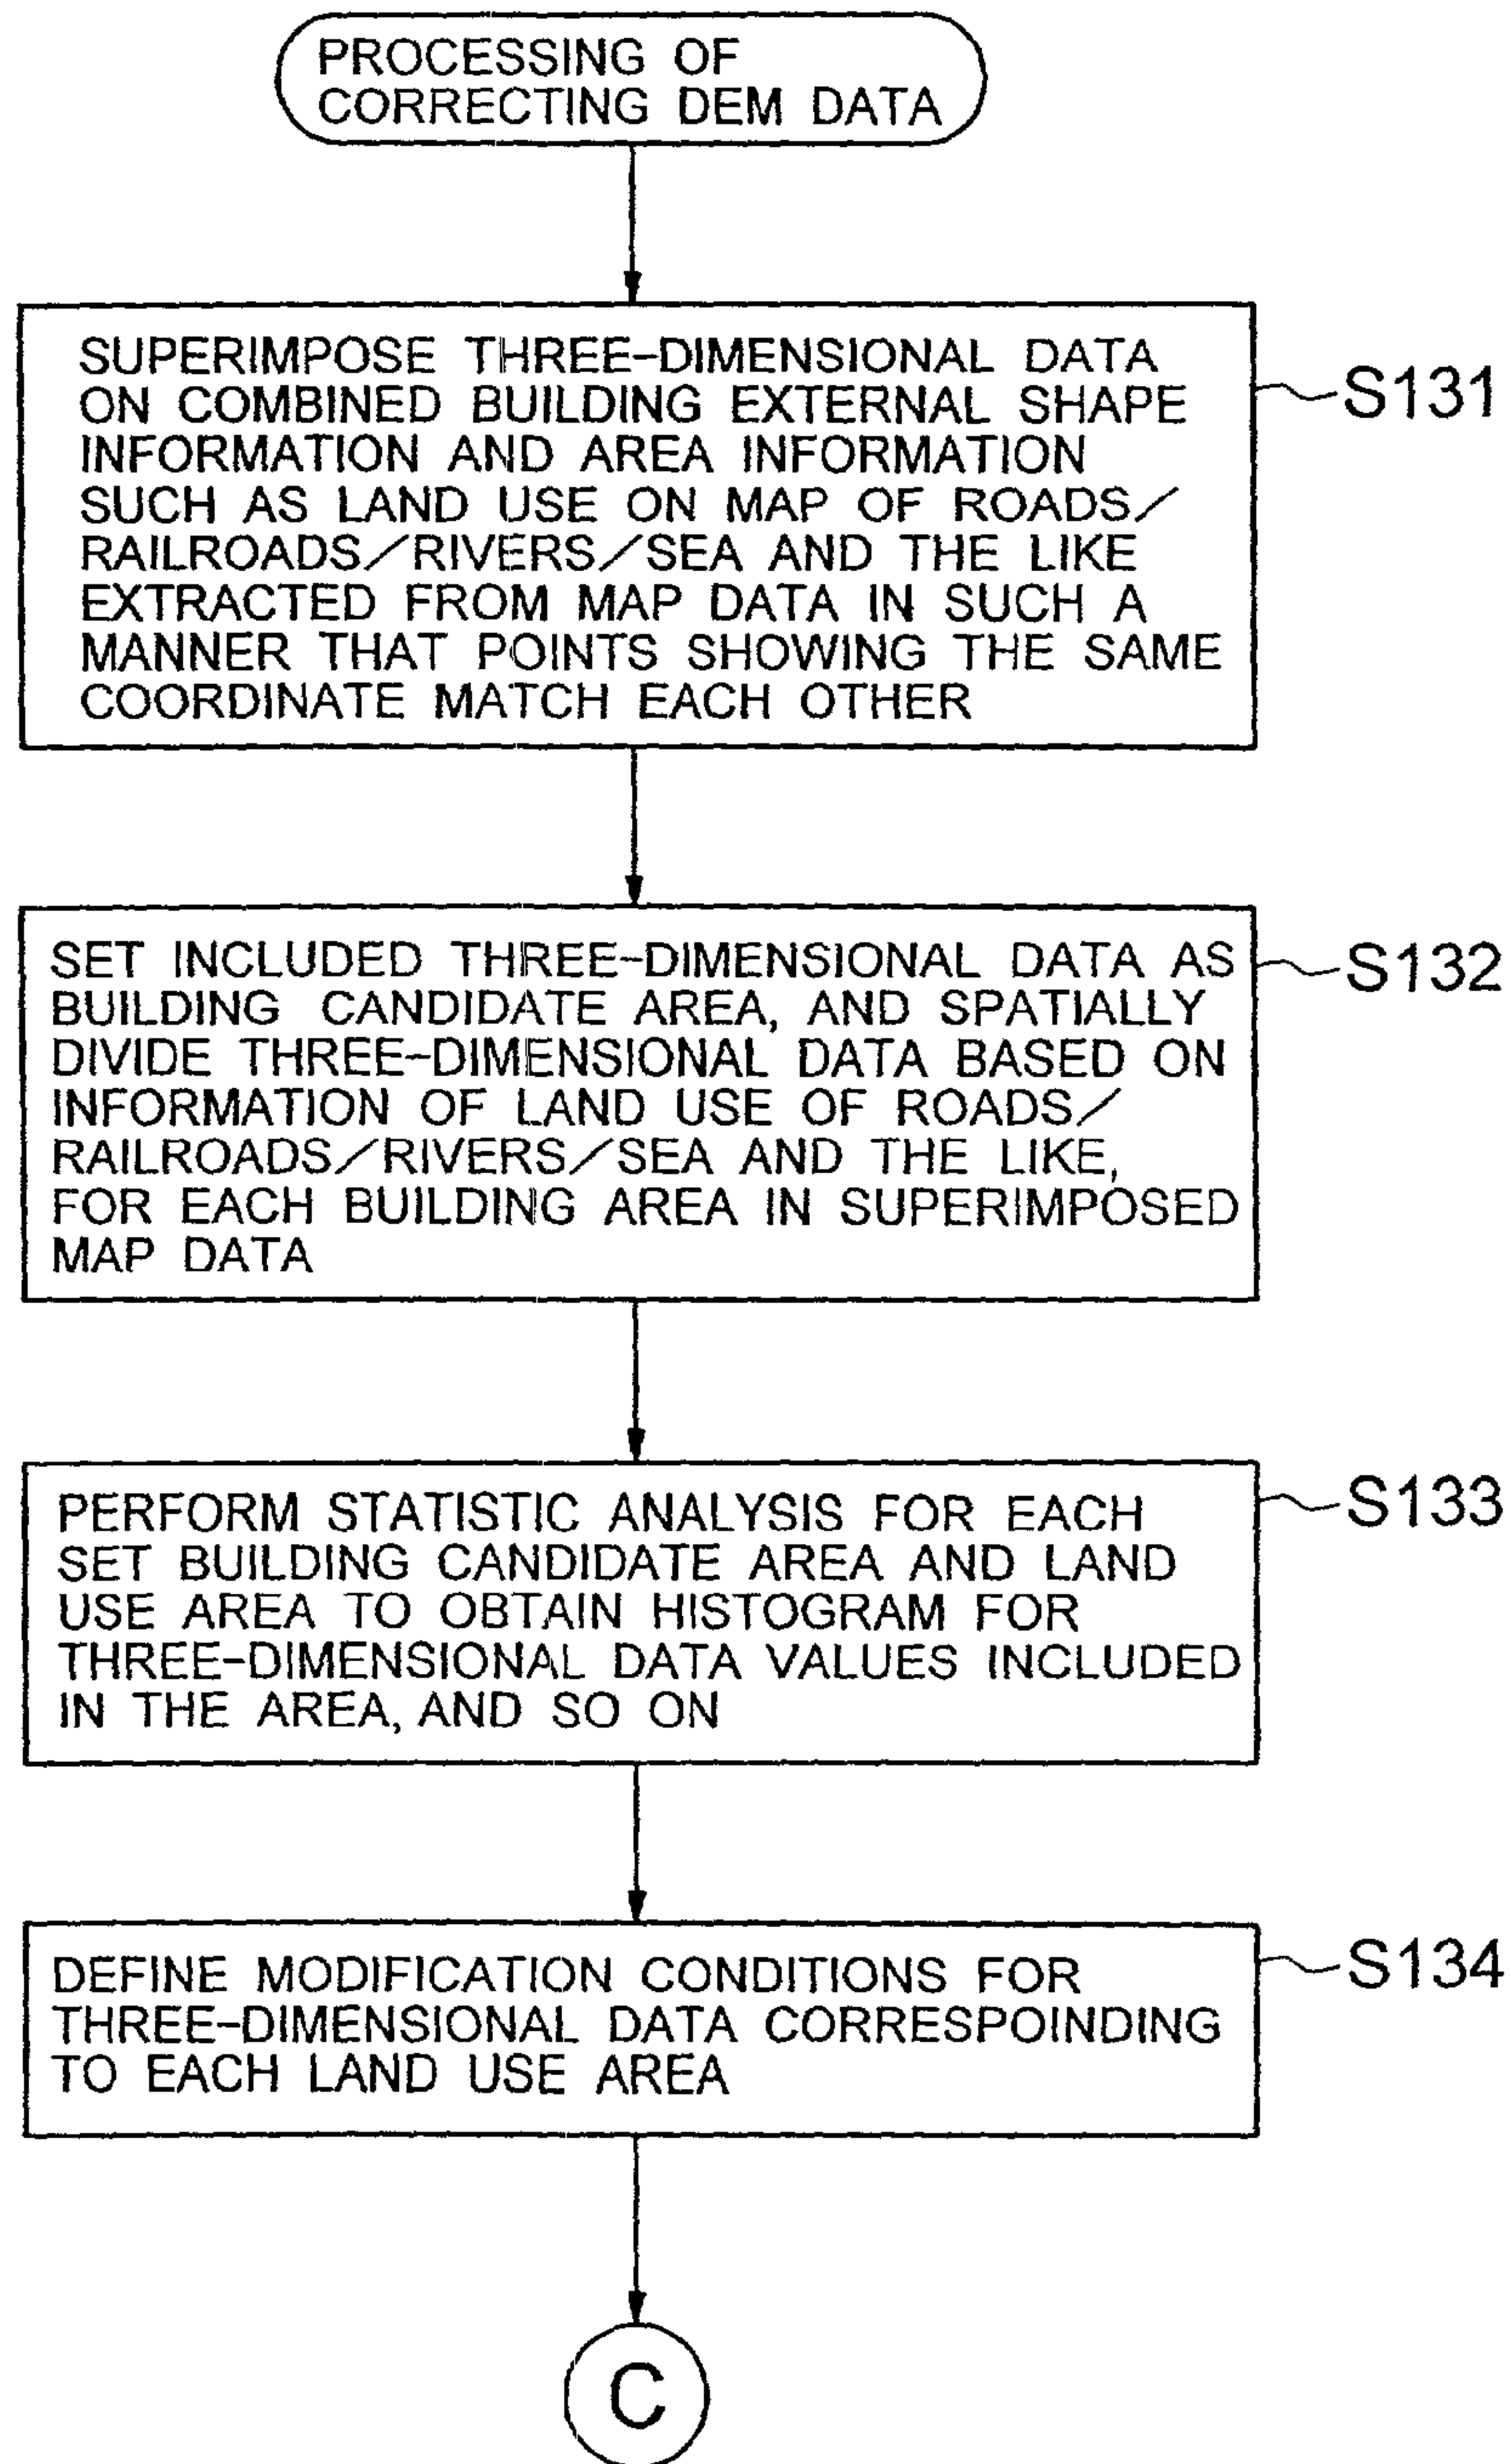 PROCESSING OF
CORRECTING DEM DATA
SUPERIMPOSE THREE-DIMENSIONAL DATA
ON COMBINED BUILDING EXTERNAL SHAPE
INFORMATION AND AREA INFORMATION
SUCH AS LAND USE ON MAP OF ROADS/
RAILROADS/RIVERS/SEA AND THE LIKE
EXTRACTED FROM MAP DATA IN SUCH A
MANNER THAT POINTS SHOWING THE SAME
COORDINATE MATCH EACH OTHER
S131
SET INCLUDED THREE-DIMENSIONAL DATA AS
BUILDING CANDIDATE AREA, AND SPATIALLY
DIVIDE THREE-DIMENSIONAL DATA BASED ON
INFORMATION OF LAND USE OF ROADS/
RAILROADS/RIVERS/SEA AND THE LIKE,
FOR EACH BUILDING AREA IN SUPERIMPOSED
MAP DATA
S132
PERFORM STATISTIC ANALYSIS FOR EACH
SET BUILDING CANDIDATE AREA AND LAND
USE AREA TO OBTAIN HISTOGRAM FOR
THREE-DIMENSIONAL DATA VALUES INCLUDED
IN THE AREA, AND SO ON
S133
DEFINE MODIFICATION CONDITIONS FOR
THREE-DIMENSIONAL DATA CORRESPOINDING
TO EACH LAND USE AREA
S134
C